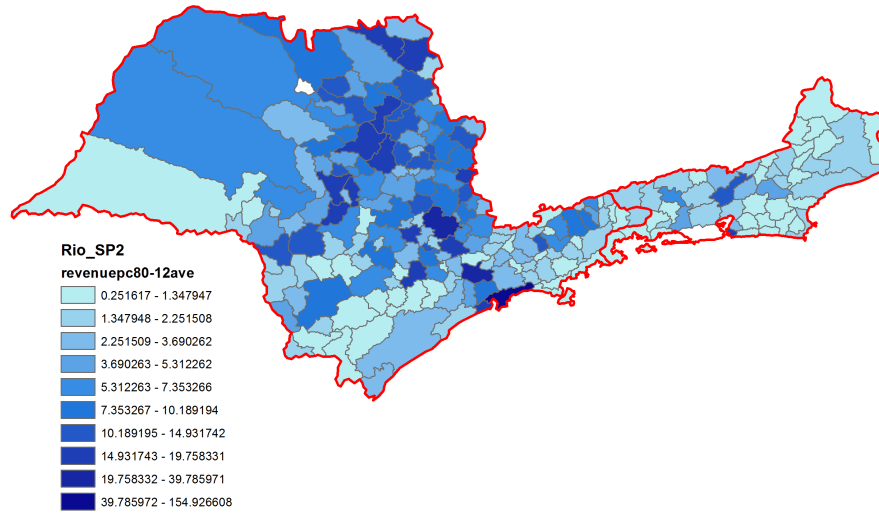 Rio_SP2
revenuepc80-12ave
0.251617 - 1.347947
1.347948 - 2.251508
2.251509 - 3.690262
3.690263 - 5.312262
5.312263 - 7.353266
7.353267 - 10.189194
10.189195 - 14.931742
14.931743 - 19.758331
19.758332 - 39.785971
39.785972 - 154.926608